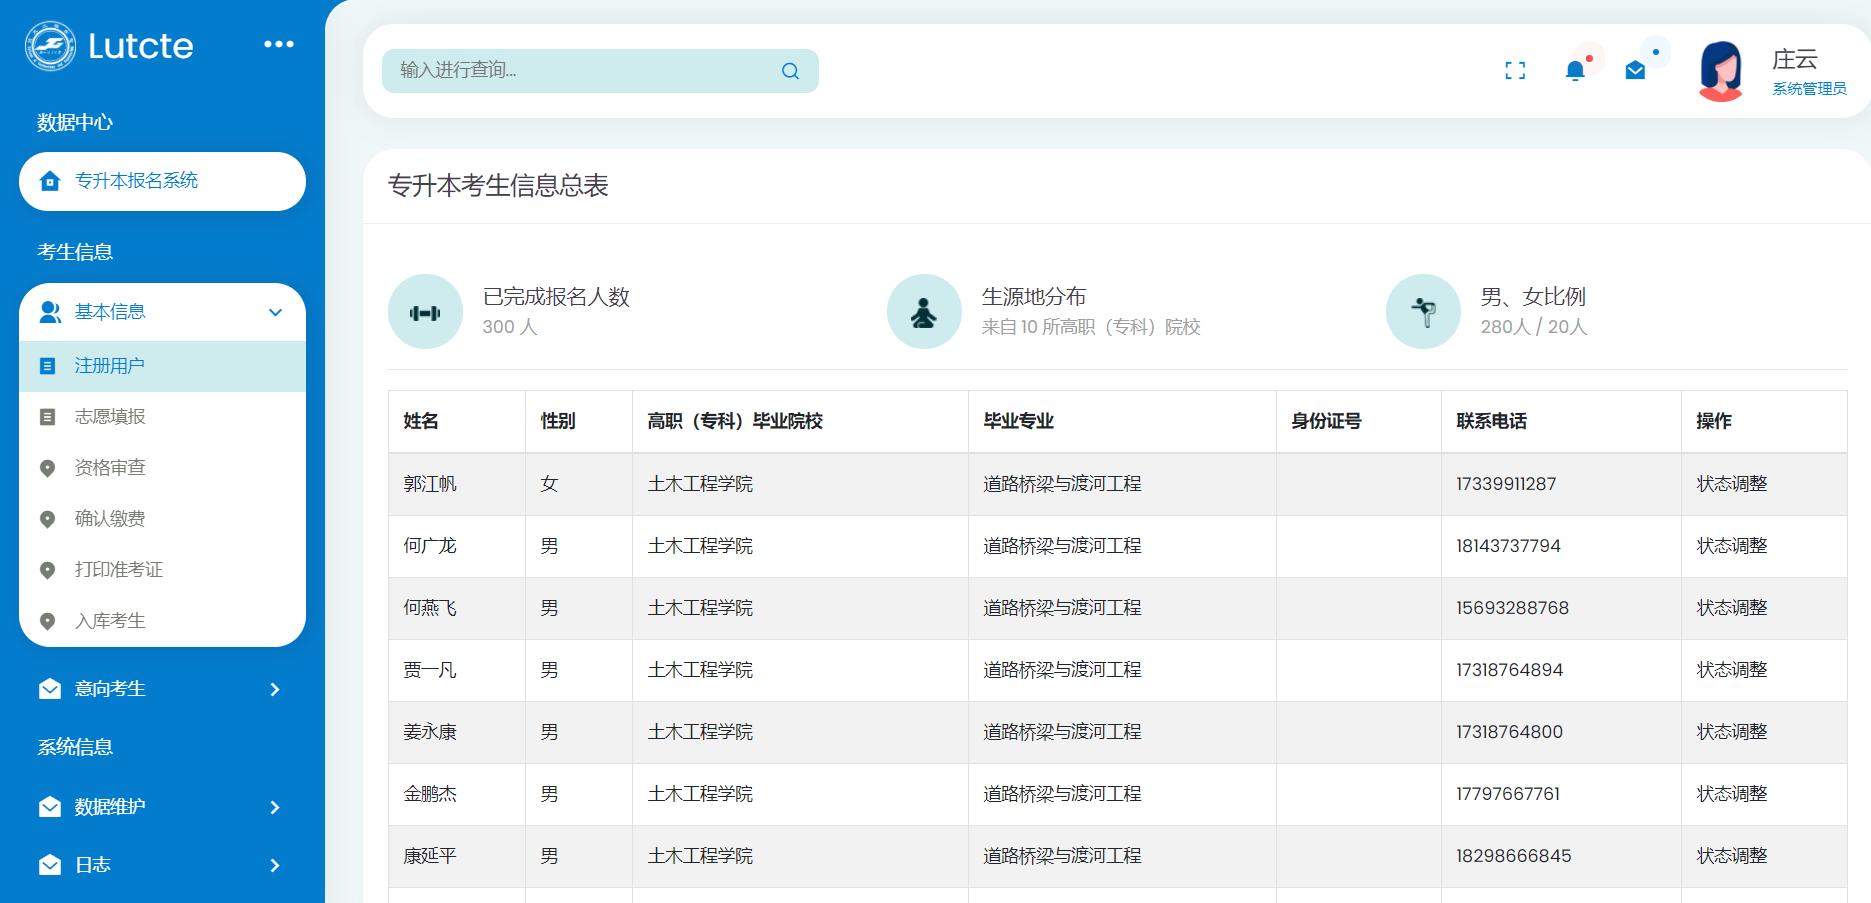 Lutcte
数据中心
专升本报名系统
考生信息
基本信息
注册用户
志愿填报
资格审查
确认缴费
打印准考证
入库考生
意向考生
系统信息
数据维护
日志
输入进行查询...
庄云
系统管理员
专升本考生信息总表
已完成报名人数
300 人
生源地分布
来自 10 所高职（专科）院校
男、女比例
280人 / 20人
姓名 性别 高职（专科）毕业院校 毕业专业 身份证号 联系电话 操作
郭江帆 女 土木工程学院 道路桥梁与渡河工程 17339911287 状态调整
何广龙 男 土木工程学院 道路桥梁与渡河工程 18143737794 状态调整
何燕飞 男 土木工程学院 道路桥梁与渡河工程 15693288768 状态调整
贾一凡 男 土木工程学院 道路桥梁与渡河工程 17318764894 状态调整
姜永康 男 土木工程学院 道路桥梁与渡河工程 17318764800 状态调整
金鹏杰 男 土木工程学院 道路桥梁与渡河工程 17797667761 状态调整
康延平 男 土木工程学院 道路桥梁与渡河工程 18298666845 状态调整